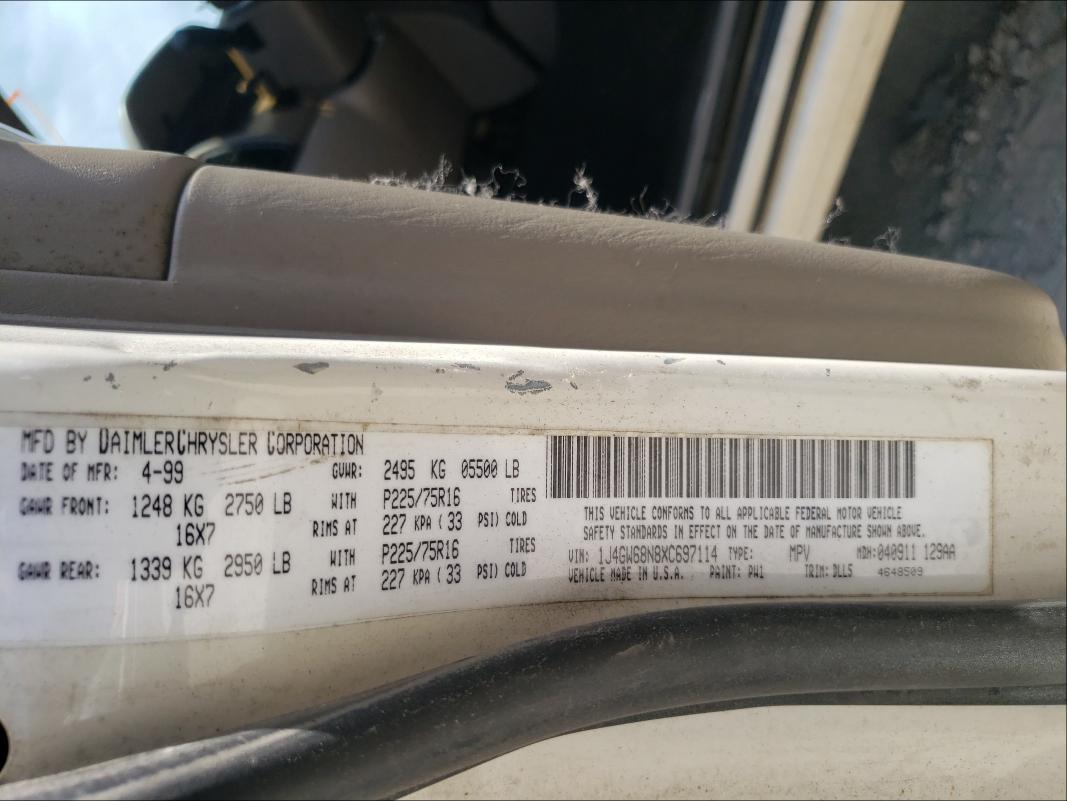 MFD BY DAIMLERCHRYSLER CORPORATION
DATE OF MFR: 4-99 GVWR: 2495 KG 05500 LB
GAWR FRONT: 1248 KG 2750 LB WITH P225/75R16 TIRES
16X7 RIMS AT 227 KPA ( 33 PSI) COLD
GAWR REAR: 1339 KG 2950 LB WITH P225/75R16 TIRES
16X7 RIMS AT 227 KPA ( 33 PSI) COLD
THIS VEHICLE CONFORMS TO ALL APPLICABLE FEDERAL MOTOR VEHICLE
SAFETY STANDARDS IN EFFECT ON THE DATE OF MANUFACTURE SHOWN ABOVE.
VIN: 1J4GW68N8XC697114 TYPE: MPV MDH: 040911 129AA
VEHICLE MADE IN U.S.A. PAINT: PW1 TRIM: DLL5 4648509